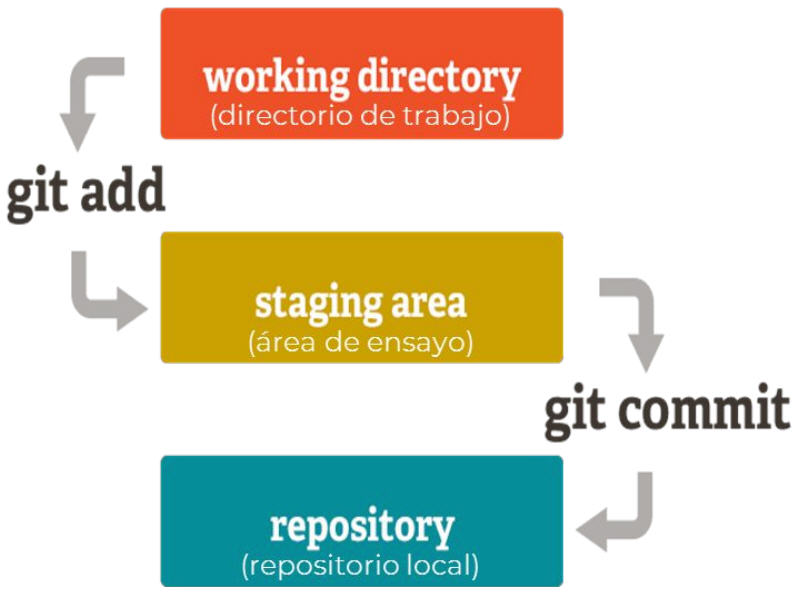 working directory
(directorio de trabajo)
git add
staging area
(área de ensayo)
git commit
repository
(repositorio local)